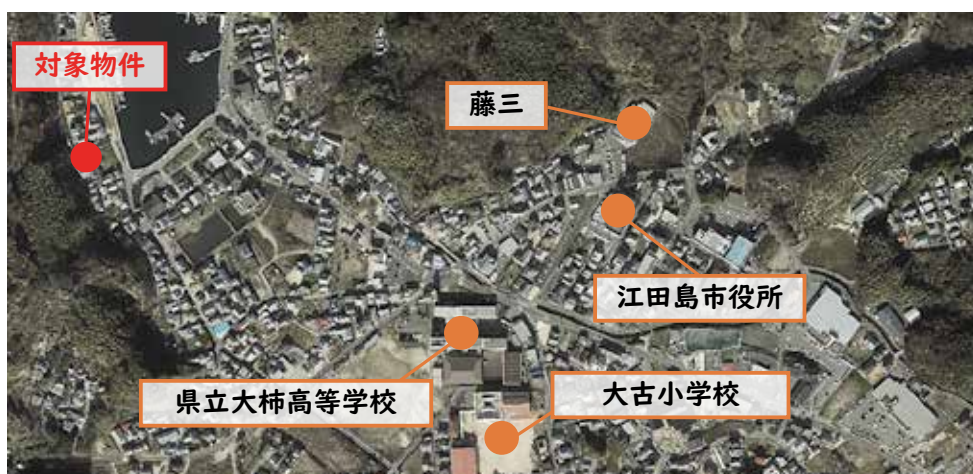 対象物件
藤三
江田島市役所
県立大柿高等学校
大古小学校